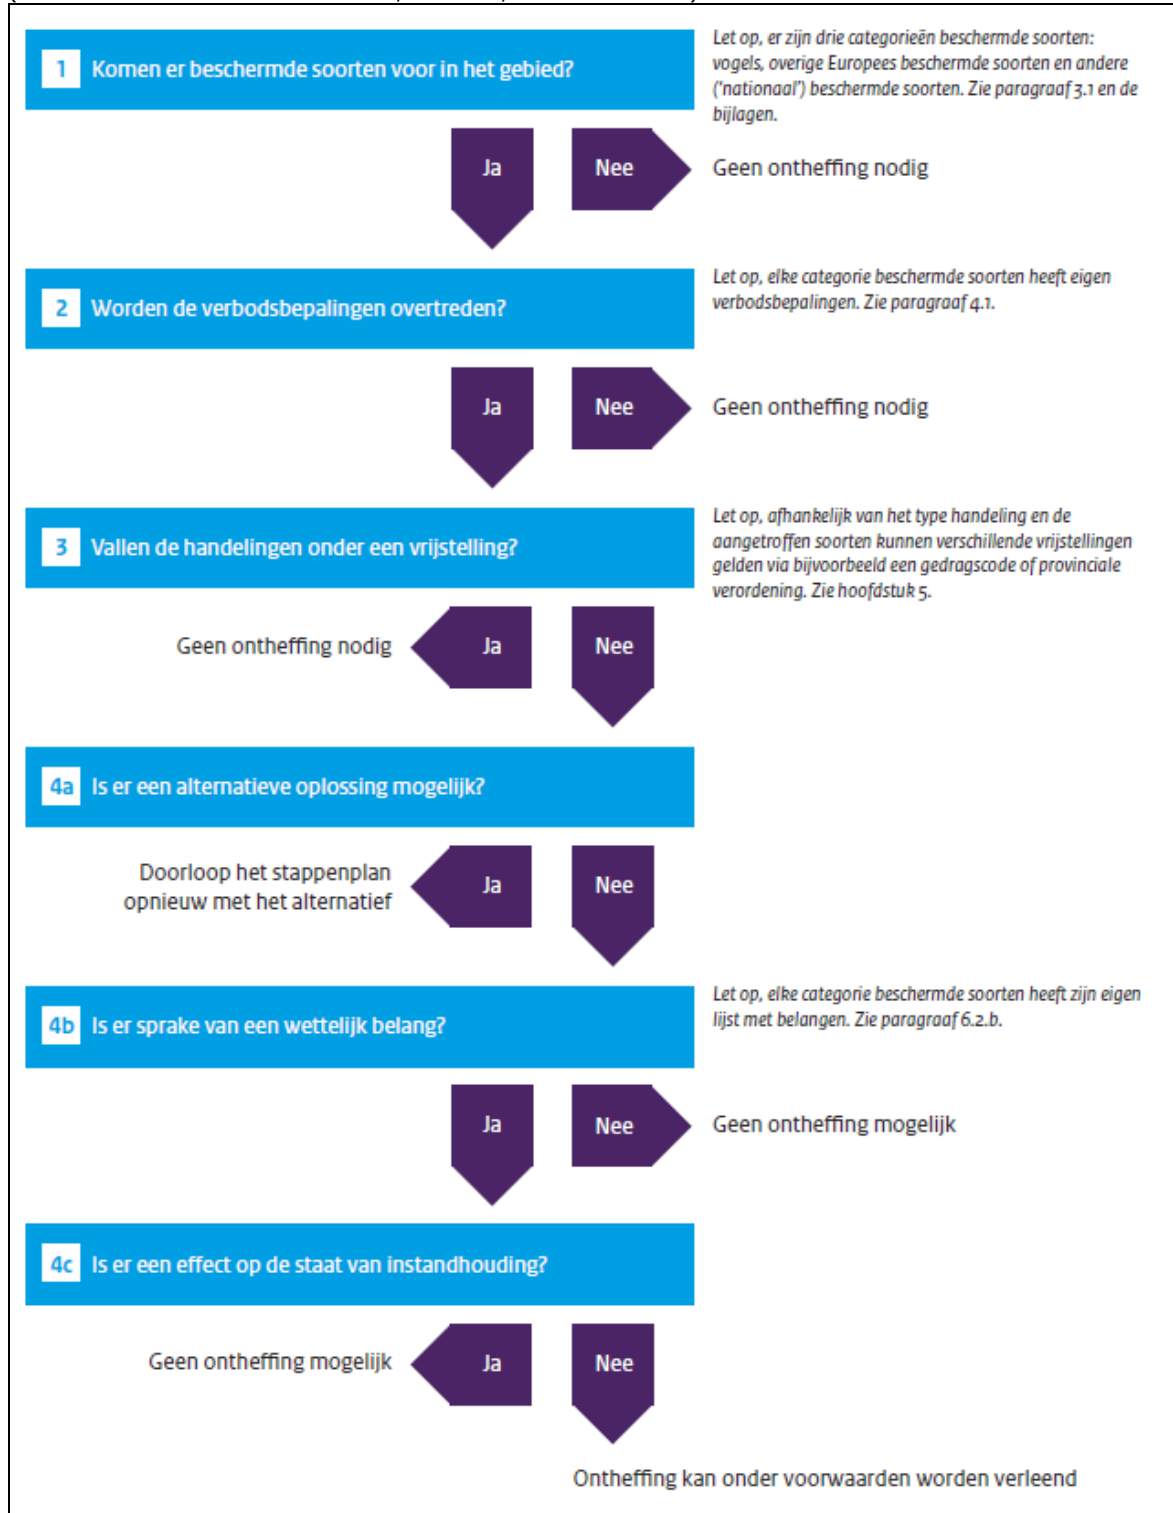 1 Komen er beschermde soorten voor in het gebied?
Let op, er zijn drie categorieën beschermde soorten:
vogels, overige Europees beschermde soorten en andere
('nationaal') beschermde soorten. Zie paragraaf 3.1 en de
bijlagen.
Ja
Nee
Geen ontheffing nodig
2 Worden de verbodsbepalingen overtreden?
Let op, elke categorie beschermde soorten heeft eigen
verbodsbepalingen. Zie paragraaf 4.1.
Ja
Nee
Geen ontheffing nodig
3 Vallen de handelingen onder een vrijstelling?
Let op, afhankelijk van het type handeling en de
aangetroffen soorten kunnen verschillende vrijstellingen
gelden via bijvoorbeeld een gedragscode of provinciale
verordening. Zie hoofdstuk 5.
Geen ontheffing nodig
Ja
Nee
4a Is er een alternatieve oplossing mogelijk?
Doorloop het stappenplan
opnieuw met het alternatief
Ja
Nee
4b Is er sprake van een wettelijk belang?
Let op, elke categorie beschermde soorten heeft zijn eigen
lijst met belangen. Zie paragraaf 6.2.b.
Ja
Nee
Geen ontheffing mogelijk
4c Is er een effect op de staat van instandhouding?
Geen ontheffing mogelijk
Ja
Nee
Ontheffing kan onder voorwaarden worden verleend